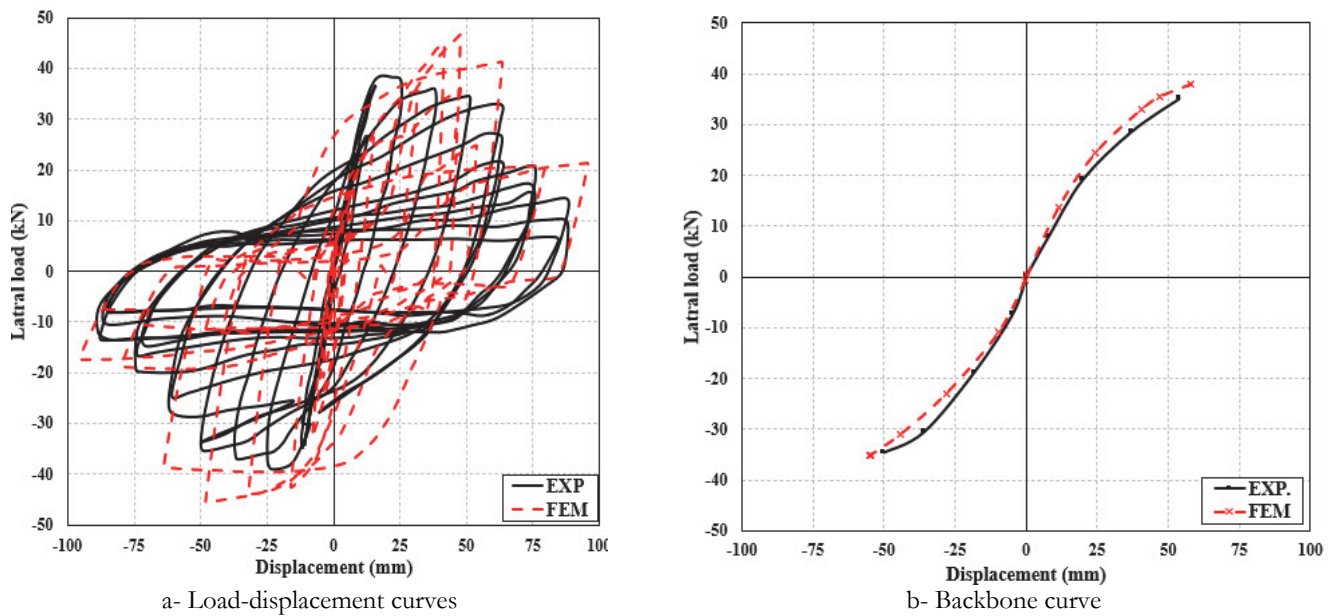 50
40
30
20
10
0
-10
-20
-30
-40
-50
Latral load (kN)
-100 -75 -50 -25 0 25 50 75 100
Displacement (mm)
EXP
FEM
a- Load-displacement curves
50
40
30
20
10
0
-10
-20
-30
-40
-50
Latral load (kN)
-100 -75 -50 -25 0 25 50 75 100
Displacement (mm)
EXP.
FEM
b- Backbone curve